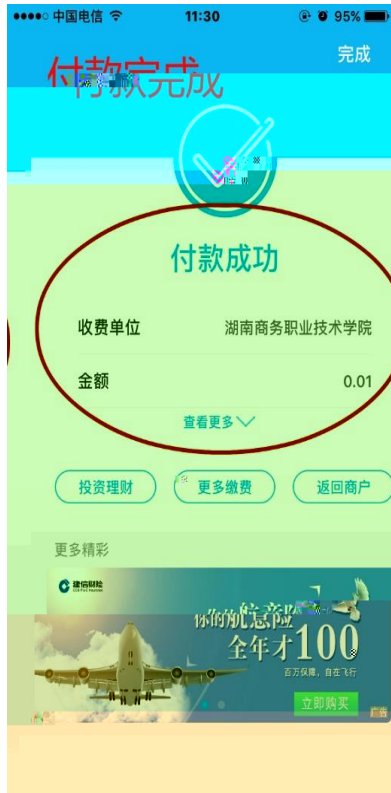 中国电信 11:30 95%
完成
付款完成
付款成功
收费单位 湖南商务职业技术学院
金额 0.01
查看更多
投资理财 更多缴费 返回商户
更多精彩
建信财险
你的航意险
全年才100
百万保障，自在飞行
立即购买
广告